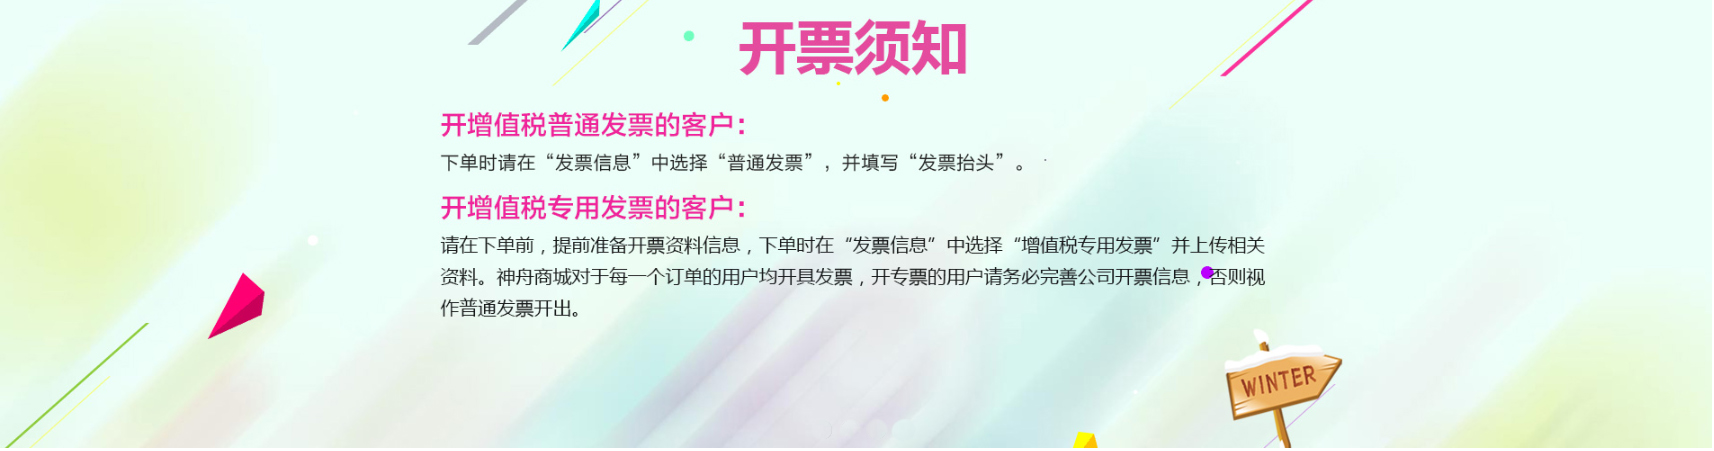 开票须知
开增值税普通发票的客户：
下单时请在“发票信息”中选择“普通发票”，并填写“发票抬头”。
开增值税专用发票的客户：
请在下单前，提前准备开票资料信息，下单时在“发票信息”中选择“增值税专用发票”并上传相关
资料。神舟商城对于每一个订单的用户均开具发票，开专票的用户请务必完善公司开票信息，否则视
作普通发票开出。
WINTER